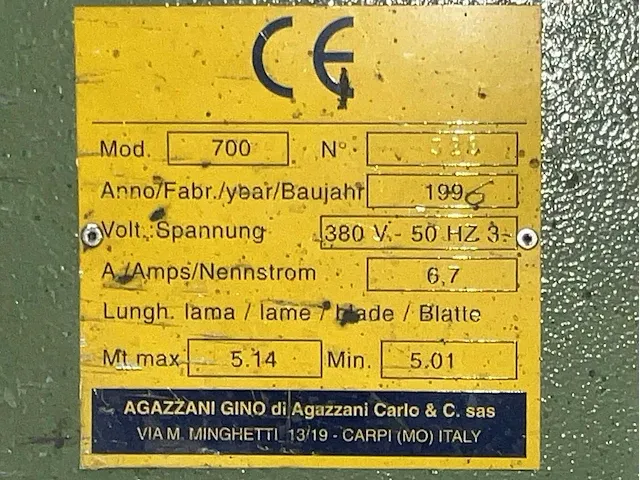 CE
Mod. 700 N°
Anno/Fabr./year/Baujahr 1996
Volt.:Spannung 380 V.- 50 HZ 3~
A./Amps/Nennstrom 6,7
Lungh. lama / lame / blade / Blatte
Mt.max. 5.14 Min. 5.01
AGAZZANI GINO di Agazzani Carlo & C. sas
VIA M. MINGHETTI, 13/19 - CARPI (MO) ITALY